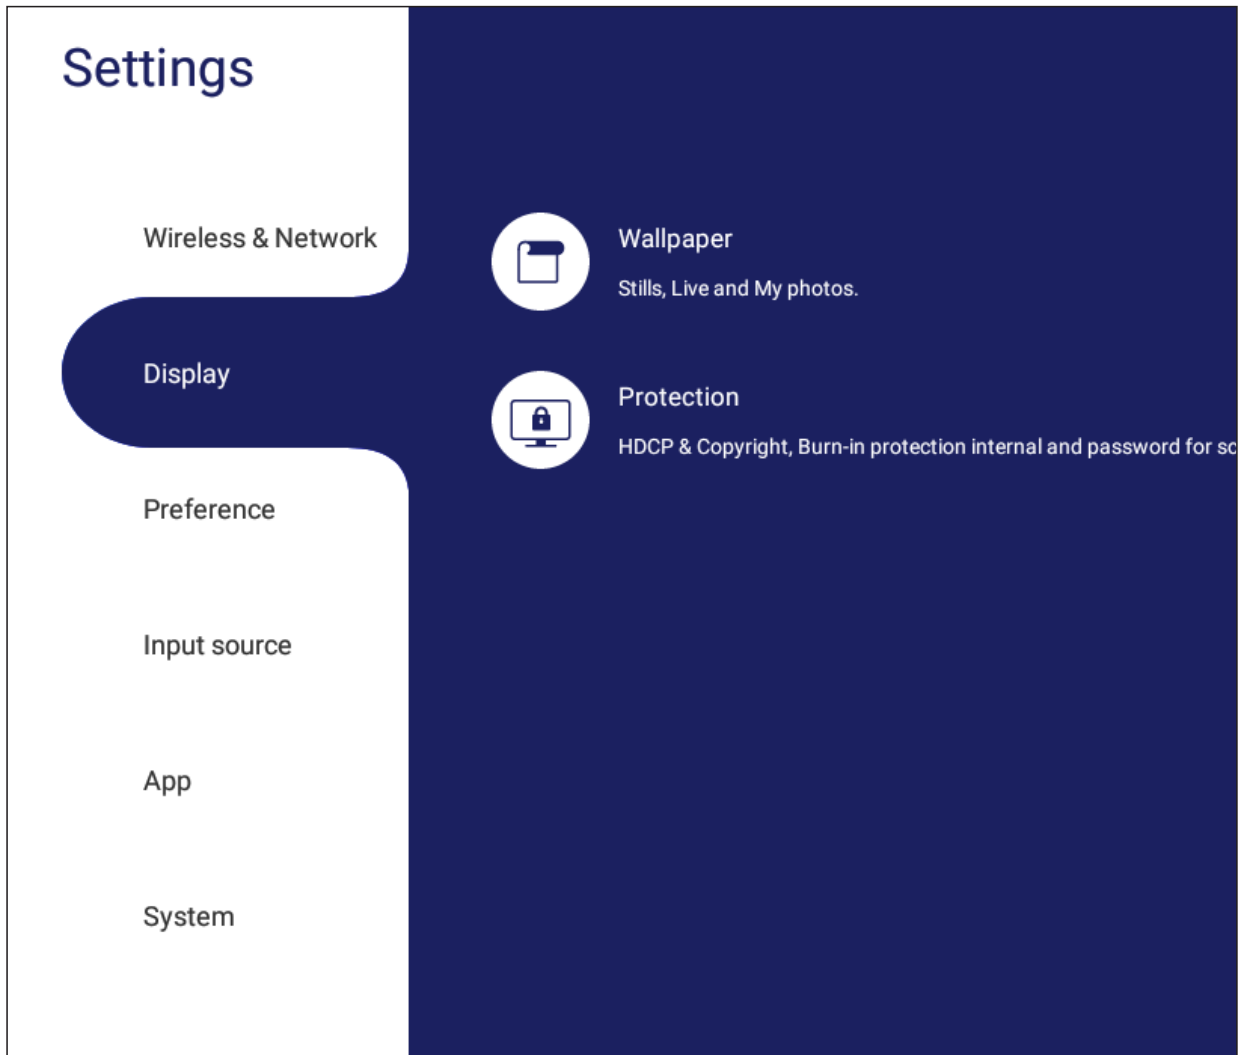 Settings
Wireless & Network
Display
Preference
Input source
App
System
Wallpaper
Stills, Live and My photos.
Protection
HDCP & Copyright, Burn-in protection internal and password for